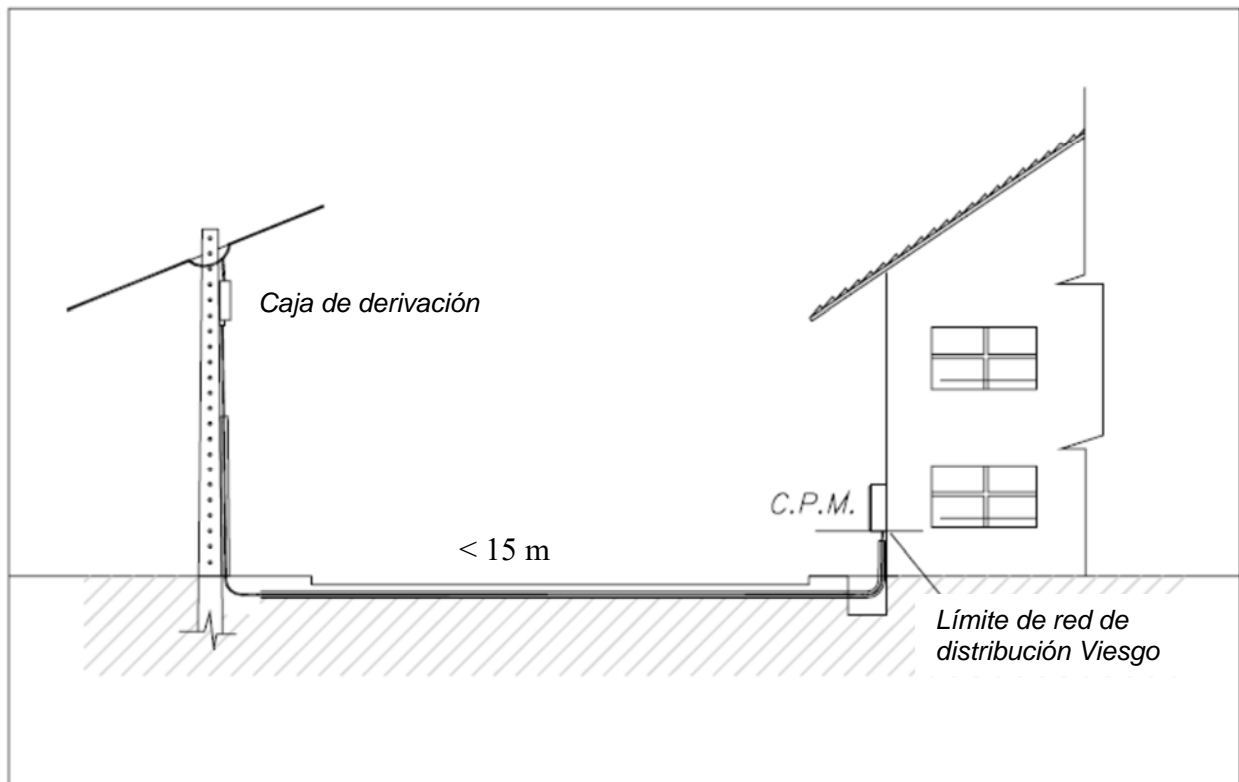 Caja de derivación
C.P.M.
< 15 m
Límite de red de
distribución Viesgo